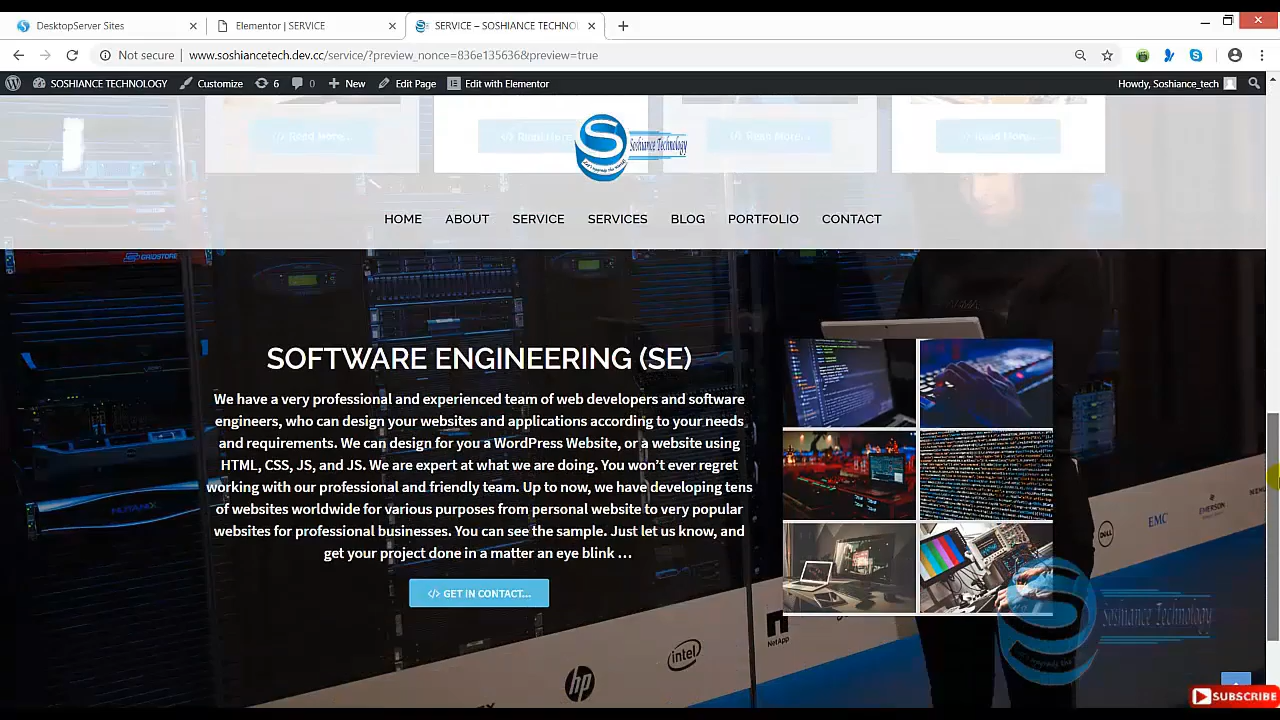 DesktopServer Sites
Elementor | SERVICE
SERVICE – SOSHIANCE TECHNO
Not secure
www.soshiancetech.dev.cc/service/?preview_nonce=836e135636&preview=true
SOSHIANCE TECHNOLOGY
Customize
6
0
New
Edit Page
Edit with Elementor
Howdy, Soshiance_tech
Read More...
Read More...
Read More...
Read More...
Soshiance Technology
HOME
ABOUT
SERVICE
SERVICES
BLOG
PORTFOLIO
CONTACT
GRIDSTORE
SOFTWARE ENGINEERING (SE)
We have a very professional and experienced team of web developers and software
engineers, who can design your websites and applications according to your needs
and requirements. We can design for you a WordPress Website, or a website using
HTML, CSS, JS, and JS. We are expert at what we are doing. You won't ever regret
working with our professional and friendly team. Up to now, we have developing tens
of websites worldwide for various purposes from personal website to very popular
websites for professional businesses. You can see the sample. Just let us know, and
get your project done in a matter an eye blink ...
</> GET IN CONTACT...
NUTANIX
DELL
EMC
EMERSON
NetApp
intel
hp
Soshiance Technology
SUBSCRIBE